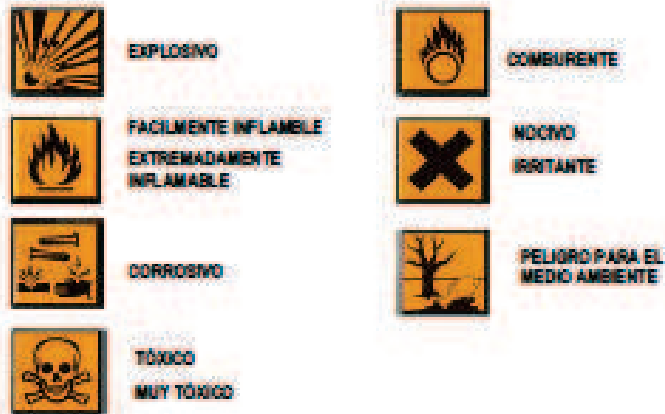 EXPLOSIVO
FACILMENTE INFLAMBLE
EXTREMADAMENTE
INFLAMABLE
CORROSIVO
TÓXICO
MUY TÓXICO
COMBURENTE
NOCIVO
IRRITANTE
PELIGRO PARA EL
MEDIO AMBIENTE